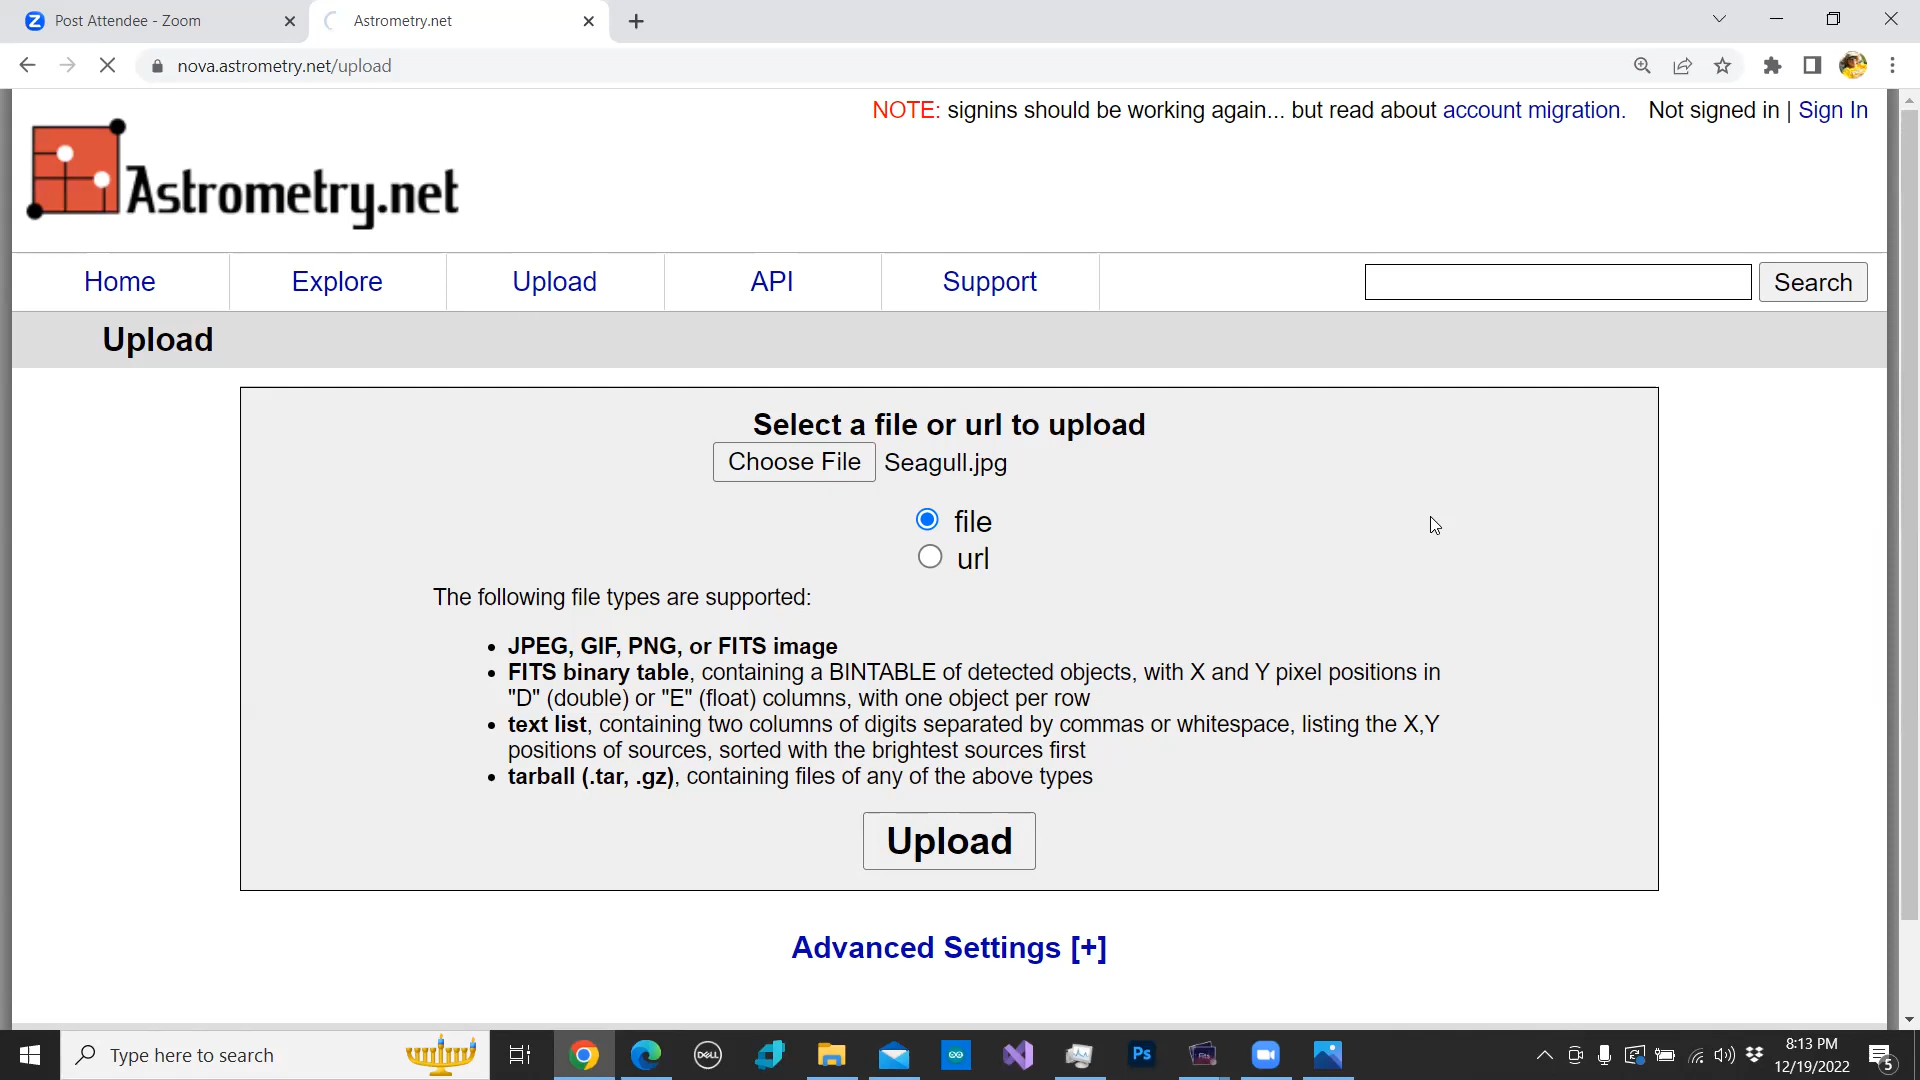 Post Attendee - Zoom
Astrometry.net
nova.astrometry.net/upload
NOTE: signins should be working again... but read about account migration. Not signed in | Sign In
Astrometry.net
Home
Explore
Upload
API
Support
Search
Upload
Select a file or url to upload
Choose File Seagull.jpg
file
url
The following file types are supported:
JPEG, GIF, PNG, or FITS image
FITS binary table, containing a BINTABLE of detected objects, with X and Y pixel positions in
"D" (double) or "E" (float) columns, with one object per row
text list, containing two columns of digits separated by commas or whitespace, listing the X,Y
positions of sources, sorted with the brightest sources first
tarball (.tar, .gz), containing files of any of the above types
Upload
Advanced Settings [+]
Type here to search
DELL
Ps
Fits
8:13 PM
12/19/2022
5